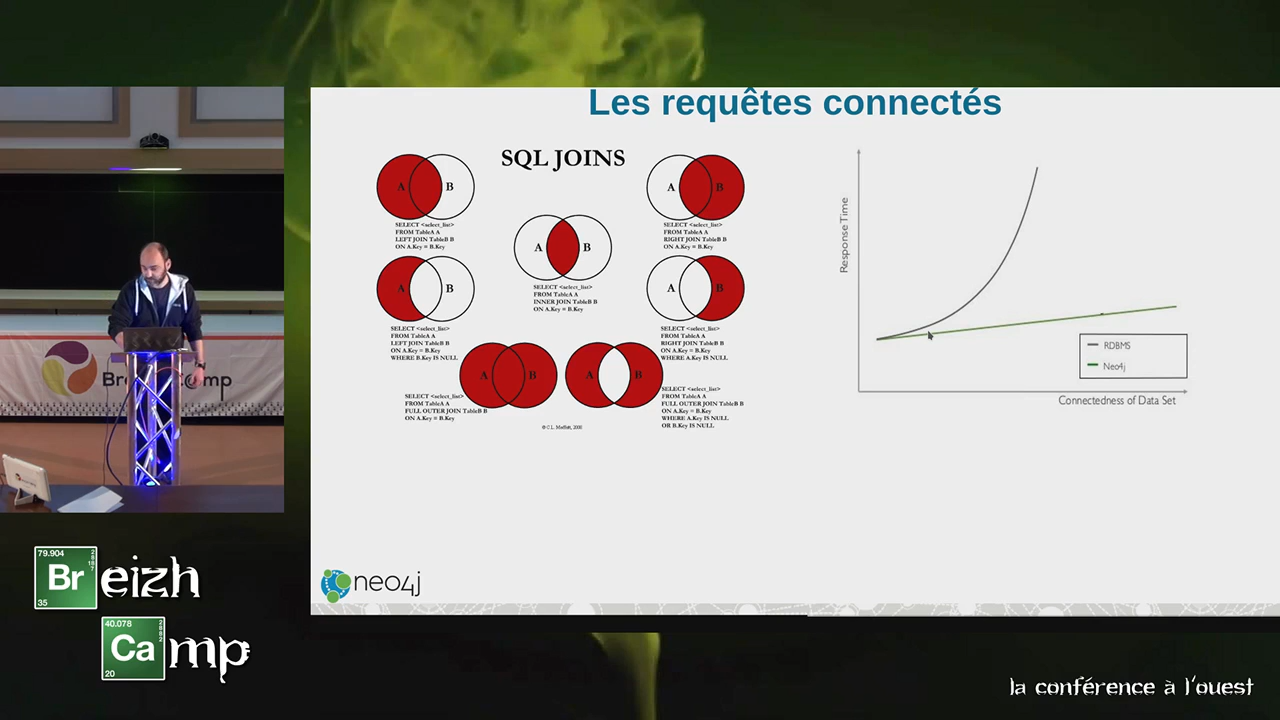 Les requêtes connectés
SQL JOINS
A B
SELECT <select_list>
FROM TableA A
LEFT JOIN TableB B
ON A.Key = B.Key
A B
SELECT <select_list>
FROM TableA A
RIGHT JOIN TableB B
ON A.Key = B.Key
A B
SELECT <select_list>
FROM TableA A
INNER JOIN TableB B
ON A.Key = B.Key
A B
SELECT <select_list>
FROM TableA A
LEFT JOIN TableB B
ON A.Key = B.Key
WHERE B.Key IS NULL
A B
SELECT <select_list>
FROM TableA A
RIGHT JOIN TableB B
ON A.Key = B.Key
WHERE A.Key IS NULL
A B
SELECT <select_list>
FROM TableA A
FULL OUTER JOIN TableB B
ON A.Key = B.Key
A B
SELECT <select_list>
FROM TableA A
FULL OUTER JOIN TableB B
ON A.Key = B.Key
WHERE A.Key IS NULL
OR B.Key IS NULL
© C.L. Moffatt, 2008
Response Time
RDBMS
Neo4j
Connectedness of Data Set
neo4j
79.904
Br eizh
35
40.078
Ca mp
20
la conférence à l'ouest